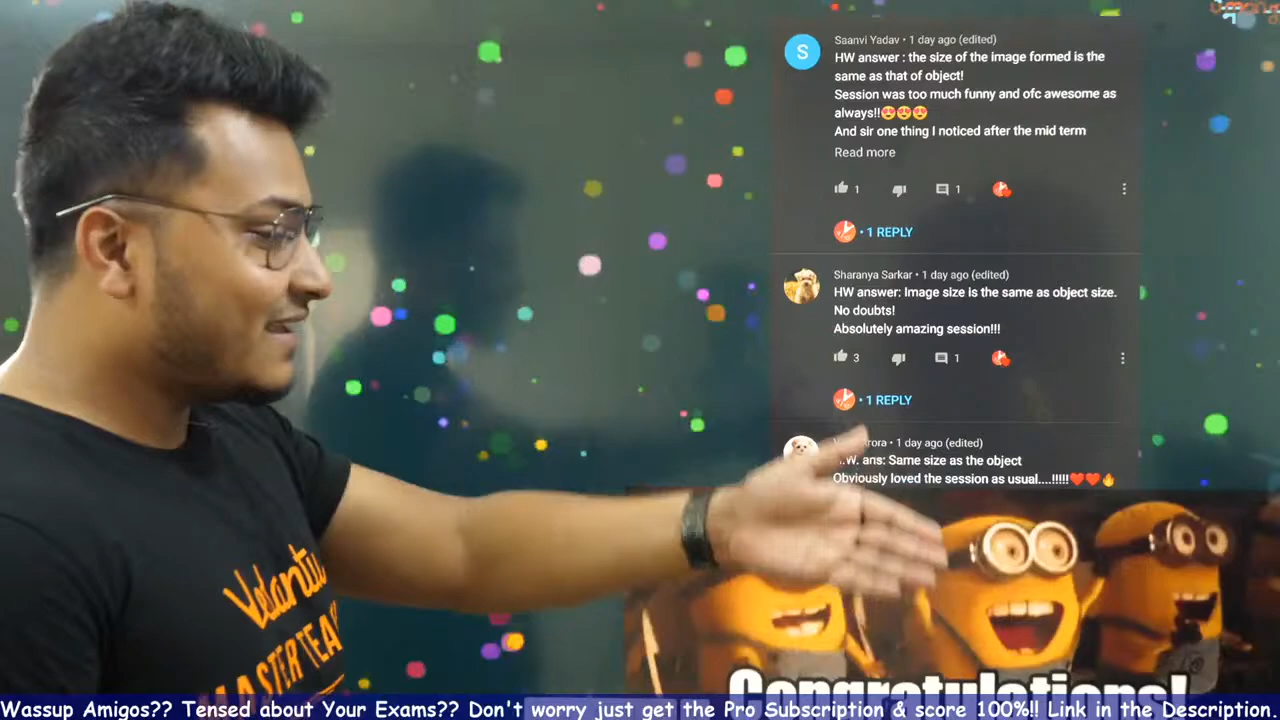 umang
Saanvi Yadav • 1 day ago (edited)
HW answer : the size of the image formed is the
same as that of object!
Session was too much funny and ofc awesome as
always!!😍😍😍
And sir one thing I noticed after the mid term
Read more
1
1
• 1 REPLY
Sharanya Sarkar • 1 day ago (edited)
HW answer: Image size is the same as object size.
No doubts!
Absolutely amazing session!!!
3
1
• 1 REPLY
rora • 1 day ago (edited)
.W. ans: Same size as the object
Obviously loved the session as usual....!!!!!❤️❤️🔥
Vedantu
MASTER TEA
Congratulations!
Wassup Amigos?? Tensed about Your Exams?? Don't worry just get the Pro Subscription & score 100%!! Link in the Description.